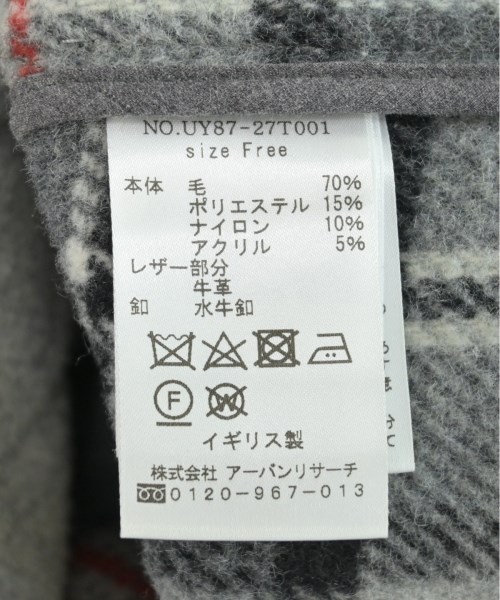 NO.UY87-27T001
size Free
本体 毛 70%
ポリエステル 15%
ナイロン 10%
アクリル 5%
レザー部分
牛革
釦 水牛釦
F
W
イギリス製
株式会社 アーバンリサーチ
0120-967-013